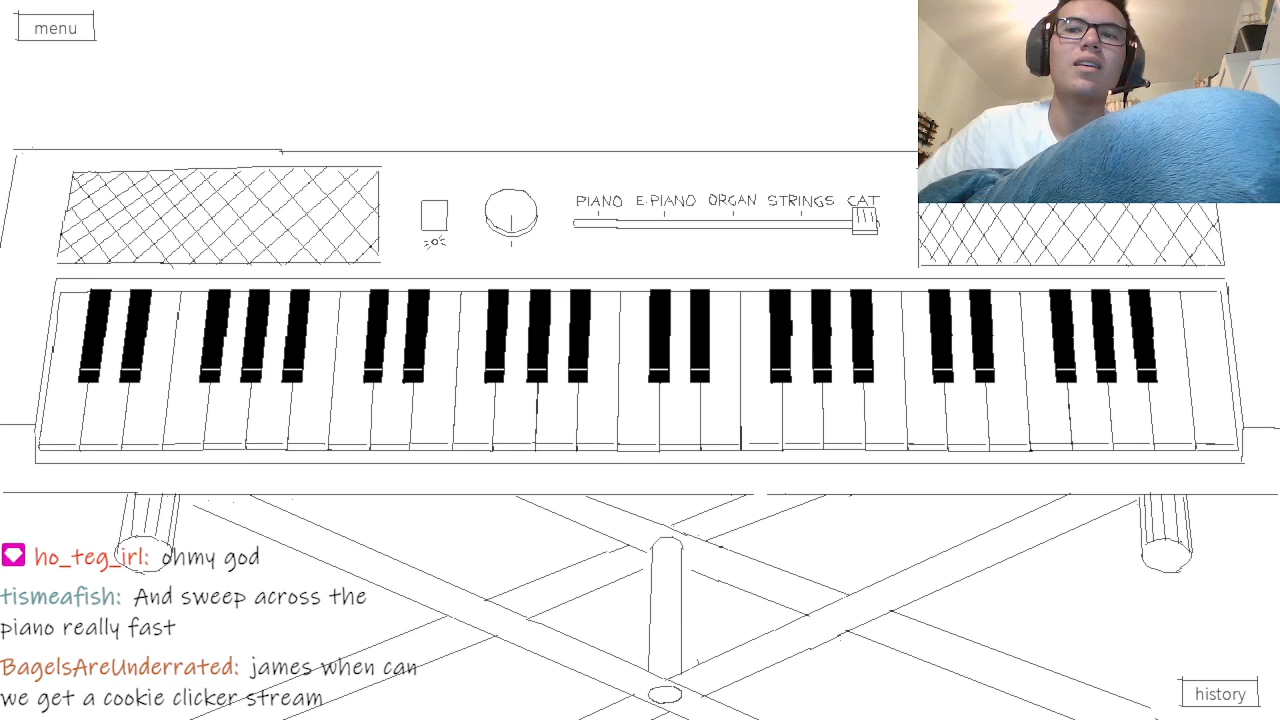 menu
PIANO E-PIANO ORGAN STRINGS CAT
ho_teg_irl: ohmy god
tismeafish: And sweep across the
piano really fast
BagelsAreUnderrated: james when can
we get a cookie clicker stream
history